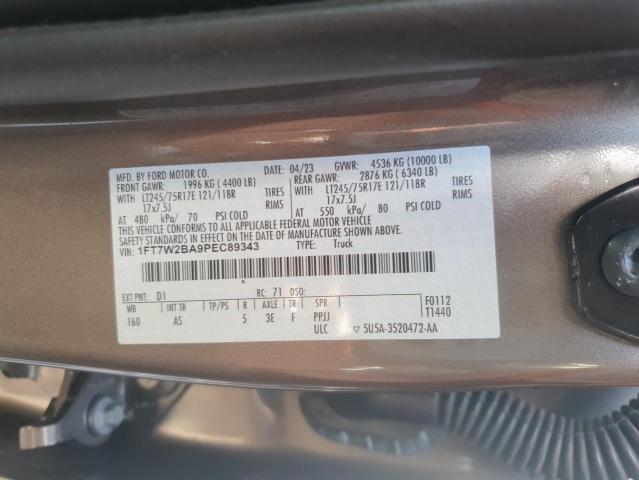 MFD. BY FORD MOTOR CO.
04/23 GVWR: 4536 KG (10000 LB)
FRONT GAWR: 1996 KG (4400 LB) REAR GAWR: 2876 KG (6340 LB)
WITH LT245/75R17E 121/118R TIRES WITH LT245/75R17E 121/118R TIRES
17x7.5J RIMS 17x7.5J RIMS
AT 480 kPa/ 70 PSI COLD AT 550 kPa/ 80 PSI COLD
THIS VEHICLE CONFORMS TO ALL APPLICABLE FEDERAL MOTOR VEHICLE
SAFETY STANDARDS IN EFFECT ON THE DATE OF MANUFACTURE SHOWN ABOVE.
VIN: 1FT7W2BA9PEC89343 TYPE: Truck
EXT PNT: D1 RC: 71 DSO:
WB INT TR TP/PS R AXLE TR SPR F0112
160 AS 5 3E F PPJJ T1440
ULC ▽ 5U5A-3520472-AA